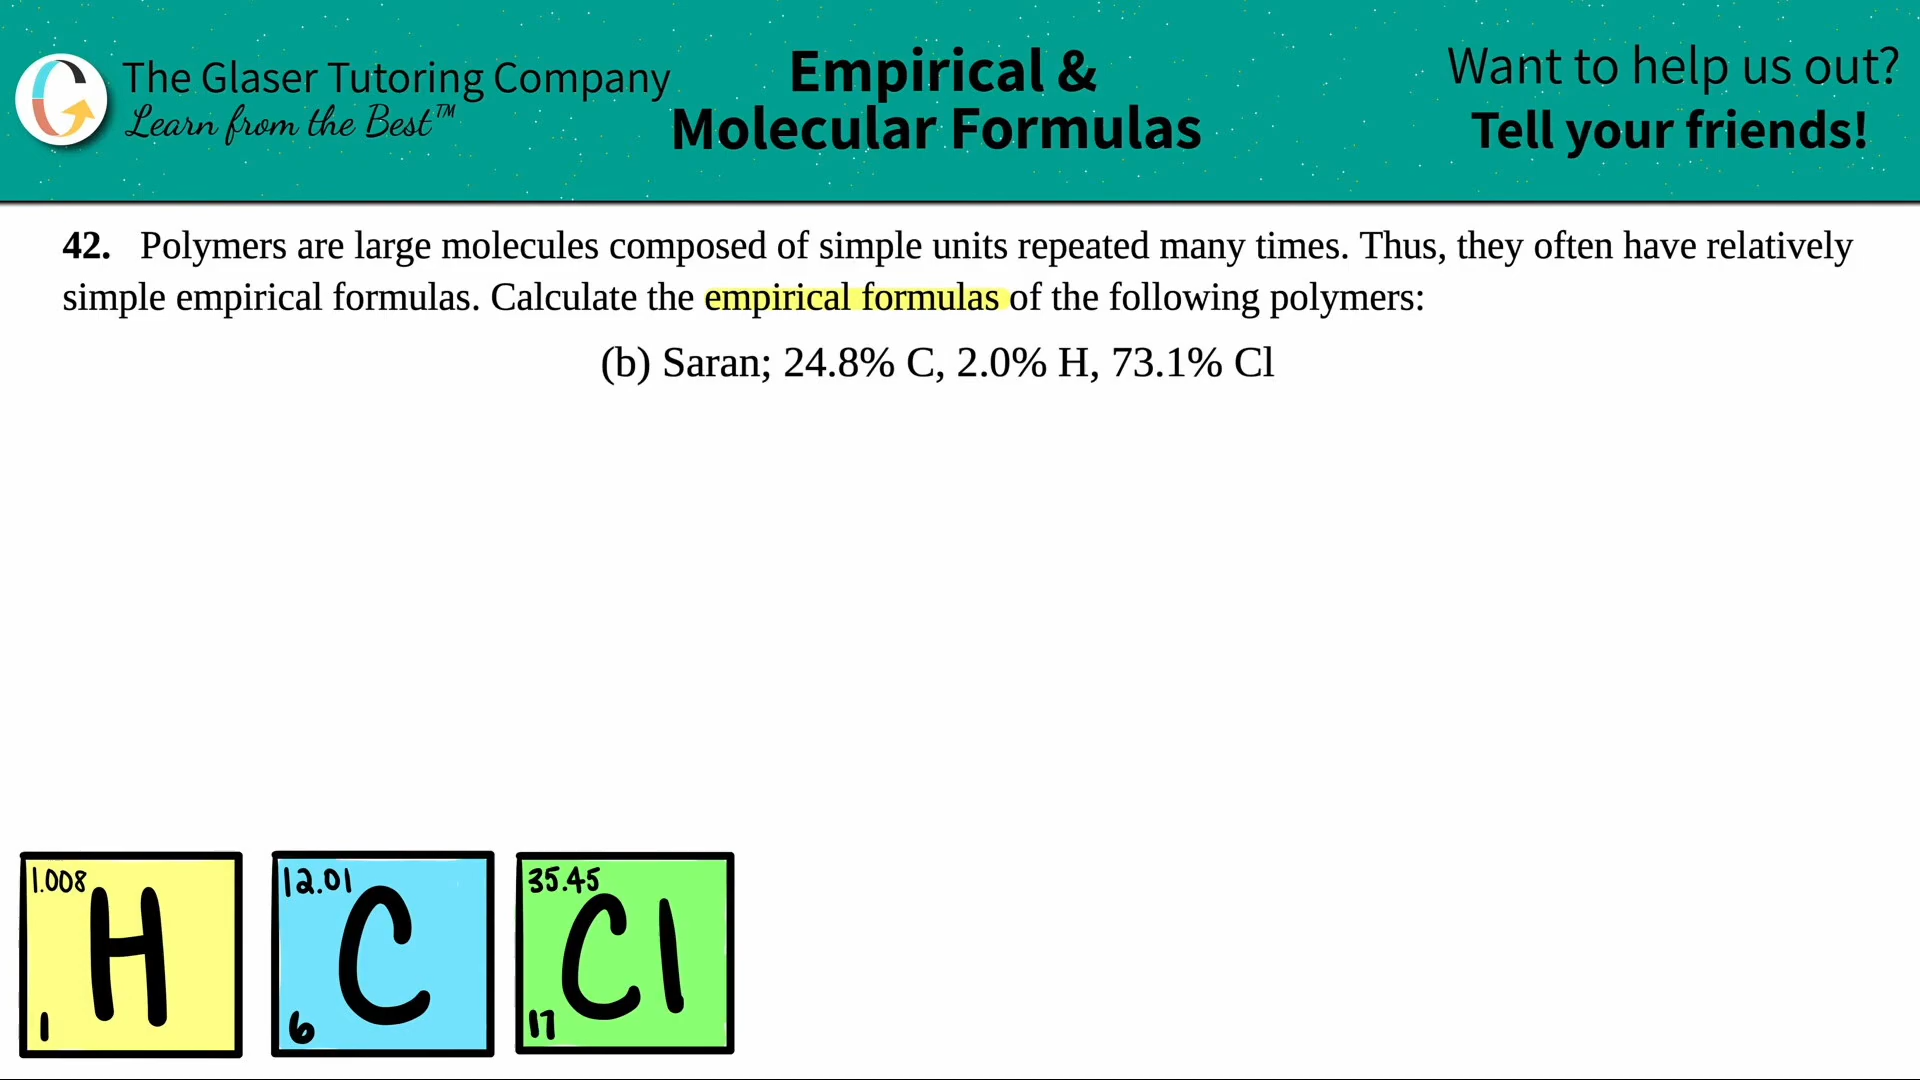 The Glaser Tutoring Company
Learn from the Best™
Empirical &
Molecular Formulas
Want to help us out?
Tell your friends!
42. Polymers are large molecules composed of simple units repeated many times. Thus, they often have relatively
simple empirical formulas. Calculate the empirical formulas of the following polymers:
(b) Saran; 24.8% C, 2.0% H, 73.1% Cl
1.008
H
1
12.01
C
6
35.45
Cl
17